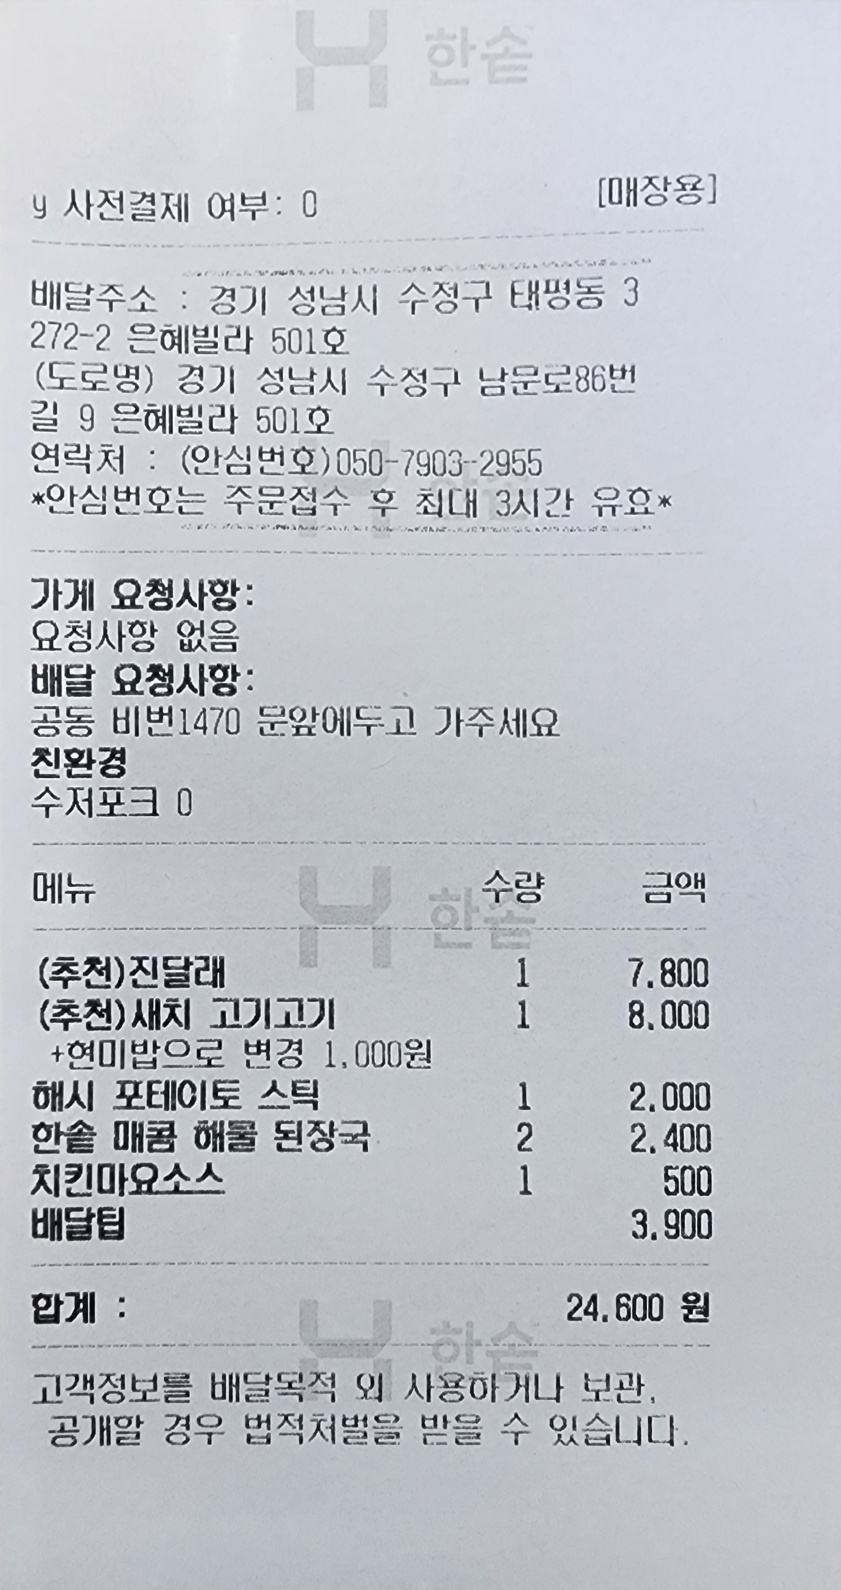 한솥
[매장용]
y 사전결제 여부: O
배달주소 : 경기 성남시 수정구 태평동 3
272-2 은혜빌라 501호
(도로명) 경기 성남시 수정구 남문로86번
길 9 은혜빌라 501호
연락처 : (안심번호)050-7903-2955
*안심번호는 주문접수 후 최대 3시간 유효*
가게 요청사항:
요청사항 없음
배달 요청사항:
공동 비번1470 문앞에두고 가주세요
친환경
수저포크 O
메뉴 수량 금액
한솥
(추천)진달래 1 7,800
(추천)새치 고기고기 1 8,000
+현미밥으로 변경 1,000원
해시 포테이토 스틱 1 2,000
한솥 매콤 해물 된장국 2 2,400
치킨마요소스 1 500
배달팁 3,900
합계 : 24,600 원
한솥
고객정보를 배달목적 외 사용하거나 보관,
공개할 경우 법적처벌을 받을 수 있습니다.